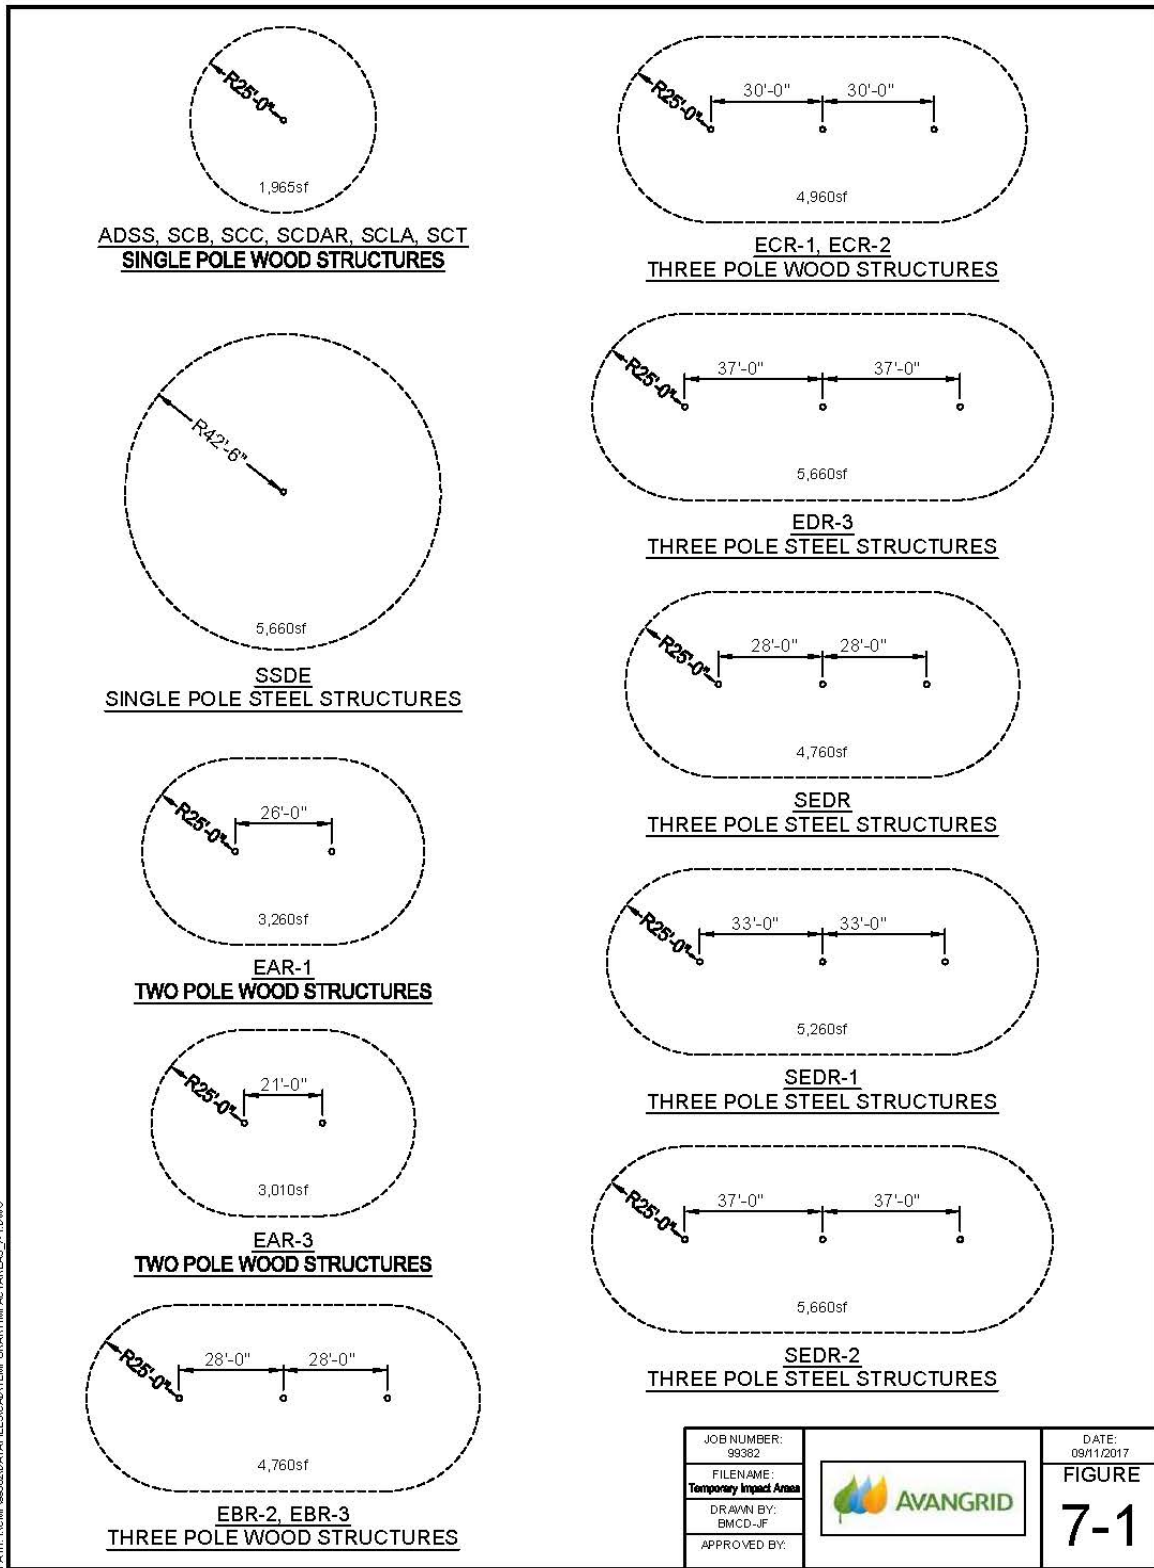 R25'-0"
1,965sf
ADSS, SCB, SCC, SCDAR, SCLA, SCT
SINGLE POLE WOOD STRUCTURES
R42'-6"
5,660sf
SSDE
SINGLE POLE STEEL STRUCTURES
R25'-0"
26'-0"
3,260sf
EAR-1
TWO POLE WOOD STRUCTURES
R25'-0"
21'-0"
3,010sf
EAR-3
TWO POLE WOOD STRUCTURES
R25'-0"
28'-0" 28'-0"
4,760sf
EBR-2, EBR-3
THREE POLE WOOD STRUCTURES
R25'-0"
30'-0" 30'-0"
4,960sf
ECR-1, ECR-2
THREE POLE WOOD STRUCTURES
R25'-0"
37'-0" 37'-0"
5,660sf
EDR-3
THREE POLE STEEL STRUCTURES
R25'-0"
28'-0" 28'-0"
4,760sf
SEDR
THREE POLE STEEL STRUCTURES
R25'-0"
33'-0" 33'-0"
5,260sf
SEDR-1
THREE POLE STEEL STRUCTURES
R25'-0"
37'-0" 37'-0"
5,660sf
SEDR-2
THREE POLE STEEL STRUCTURES
JOB NUMBER:
99382
FILENAME:
Temporary Impact Areas
DRAWN BY:
BMCD-JF
APPROVED BY:
AVANGRID
DATE:
09/11/2017
FIGURE
7-1